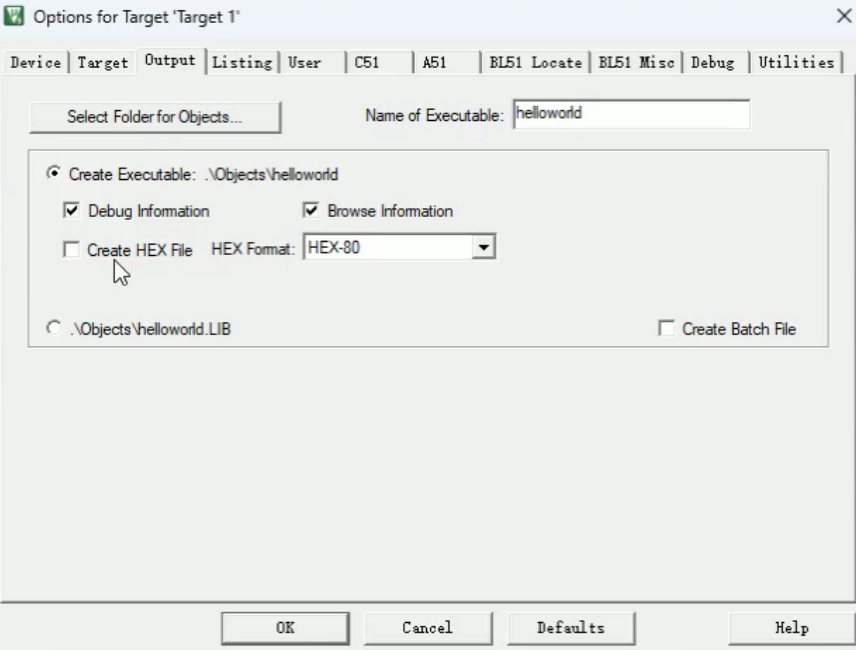 Options for Target 'Target 1'
Device Target Output Listing User C51 A51 BL51 Locate BL51 Misc Debug Utilities
Select Folder for Objects... Name of Executable: helloworld
Create Executable: .\Objects\helloworld
Debug Information Browse Information
Create HEX File HEX Format: HEX-80
.\Objects\helloworld.LIB Create Batch File
OK Cancel Defaults Help